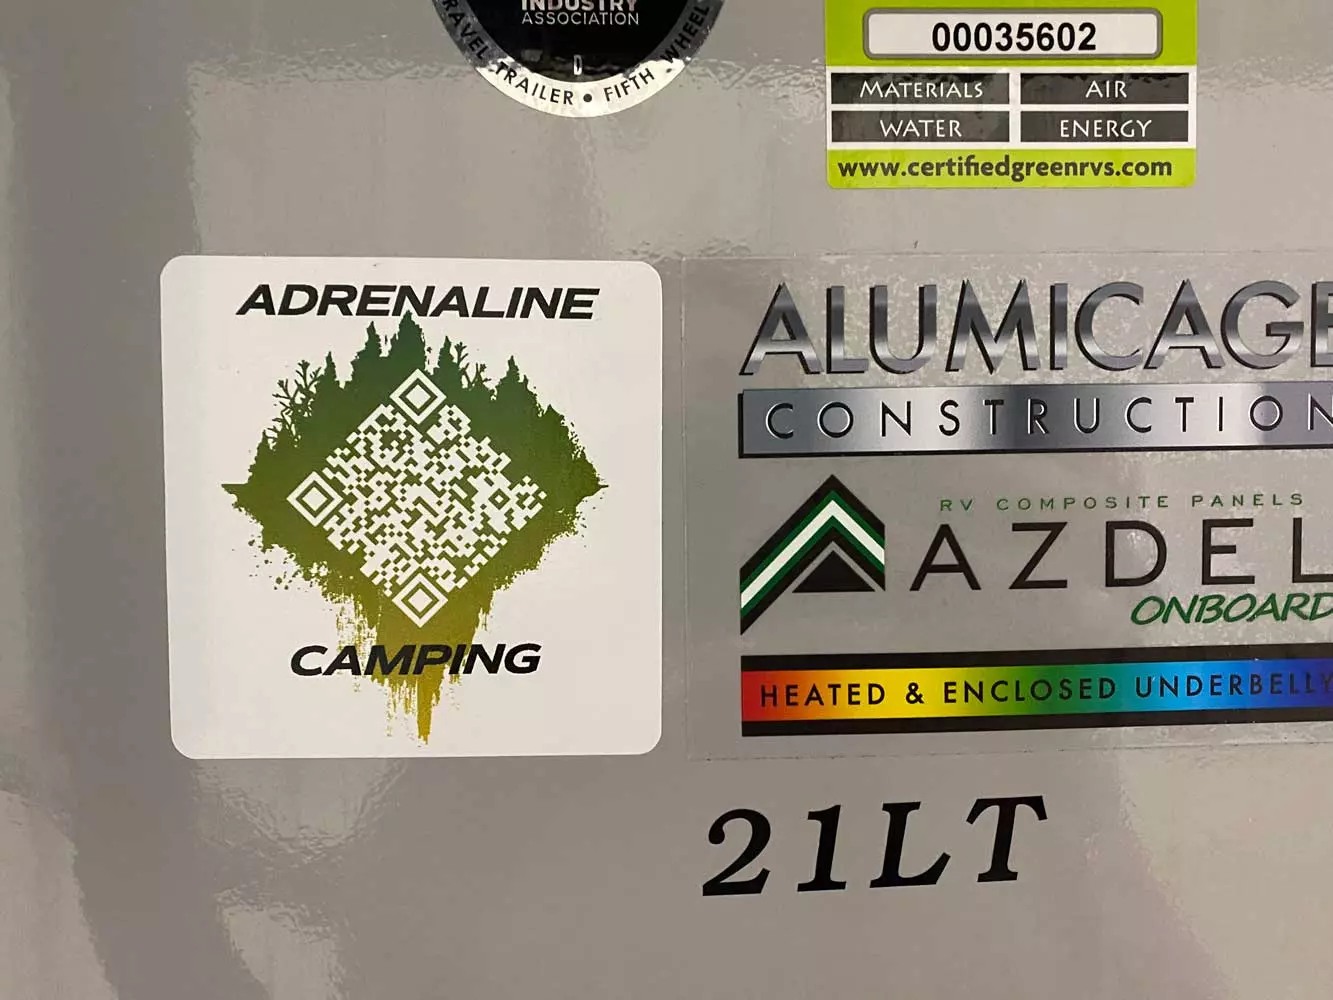 INDUSTRY
ASSOCIATION
TRAVEL TRAILER • FIFTH WHEEL
00035602
MATERIALS
AIR
WATER
ENERGY
www.certifiedgreenrvs.com
ADRENALINE
CAMPING
ALUMICAGE
CONSTRUCTION
RV COMPOSITE PANELS
AZDEL
ONBOARD
HEATED & ENCLOSED UNDERBELLY
21LT